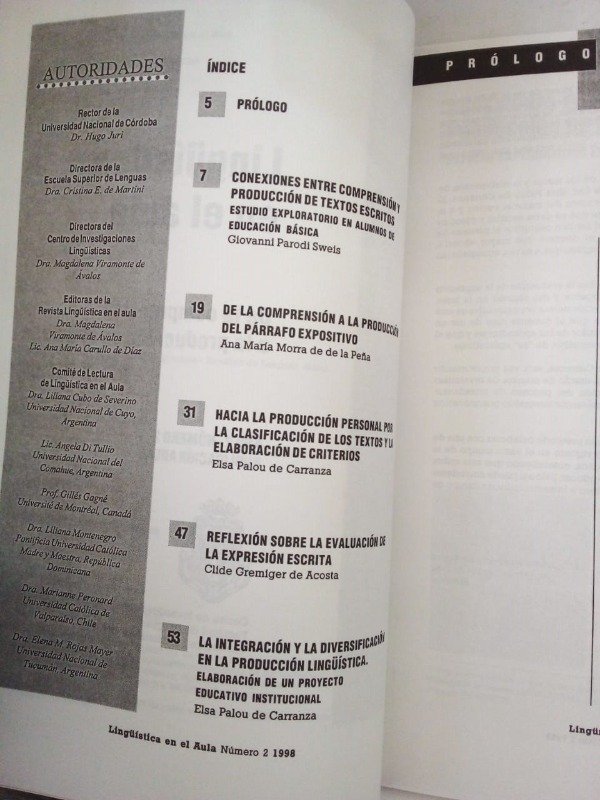 AUTORIDADES
Rector de la
Universidad Nacional de Córdoba
Dr. Hugo Juri
Directora de la
Escuela Superior de Lenguas
Dra. Cristina E. de Martini
Directora del
Centro de Investigaciones
Lingüísticas
Dra. Magdalena Viramonte de
Ávalos
Editoras de la
Revista Lingüística en el aula
Dra. Magdalena
Viramonte de Ávalos
Lic. Ana María Carullo de Díaz
Comité de Lectura
de Lingüística en el Aula
Dra. Liliana Cubo de Severino
Universidad Nacional de Cuyo,
Argentina
Lic. Angela Di Tullio
Universidad Nacional del
Comahue, Argentina
Prof. Gillés Gagné
Université de Montréal, Canadá
Dra. Liliana Montenegro
Pontificia Universidad Católica
Madre y Maestra, República
Dominicana
Dra. Marianne Peronard
Universidad Católica de
Valparaíso, Chile
Dra. Elena M. Rojas Mayer
Universidad Nacional de
Tucumán, Argentina
ÍNDICE
5 PRÓLOGO
7 CONEXIONES ENTRE COMPRENSIÓN Y
PRODUCCIÓN DE TEXTOS ESCRITOS
ESTUDIO EXPLORATORIO EN ALUMNOS DE
EDUCACIÓN BÁSICA
Giovanni Parodi Sweis
19 DE LA COMPRENSIÓN A LA PRODUCCIÓN
DEL PÁRRAFO EXPOSITIVO
Ana María Morra de de la Peña
31 HACIA LA PRODUCCIÓN PERSONAL POR
LA CLASIFICACIÓN DE LOS TEXTOS Y LA
ELABORACIÓN DE CRITERIOS
Elsa Palou de Carranza
47 REFLEXIÓN SOBRE LA EVALUACIÓN DE
LA EXPRESIÓN ESCRITA
Clide Gremiger de Acosta
53 LA INTEGRACIÓN Y LA DIVERSIFICACIÓN
EN LA PRODUCCIÓN LINGÜÍSTICA.
ELABORACIÓN DE UN PROYECTO
EDUCATIVO INSTITUCIONAL
Elsa Palou de Carranza
Lingüística en el Aula Número 2 1998
PRÓLOGO